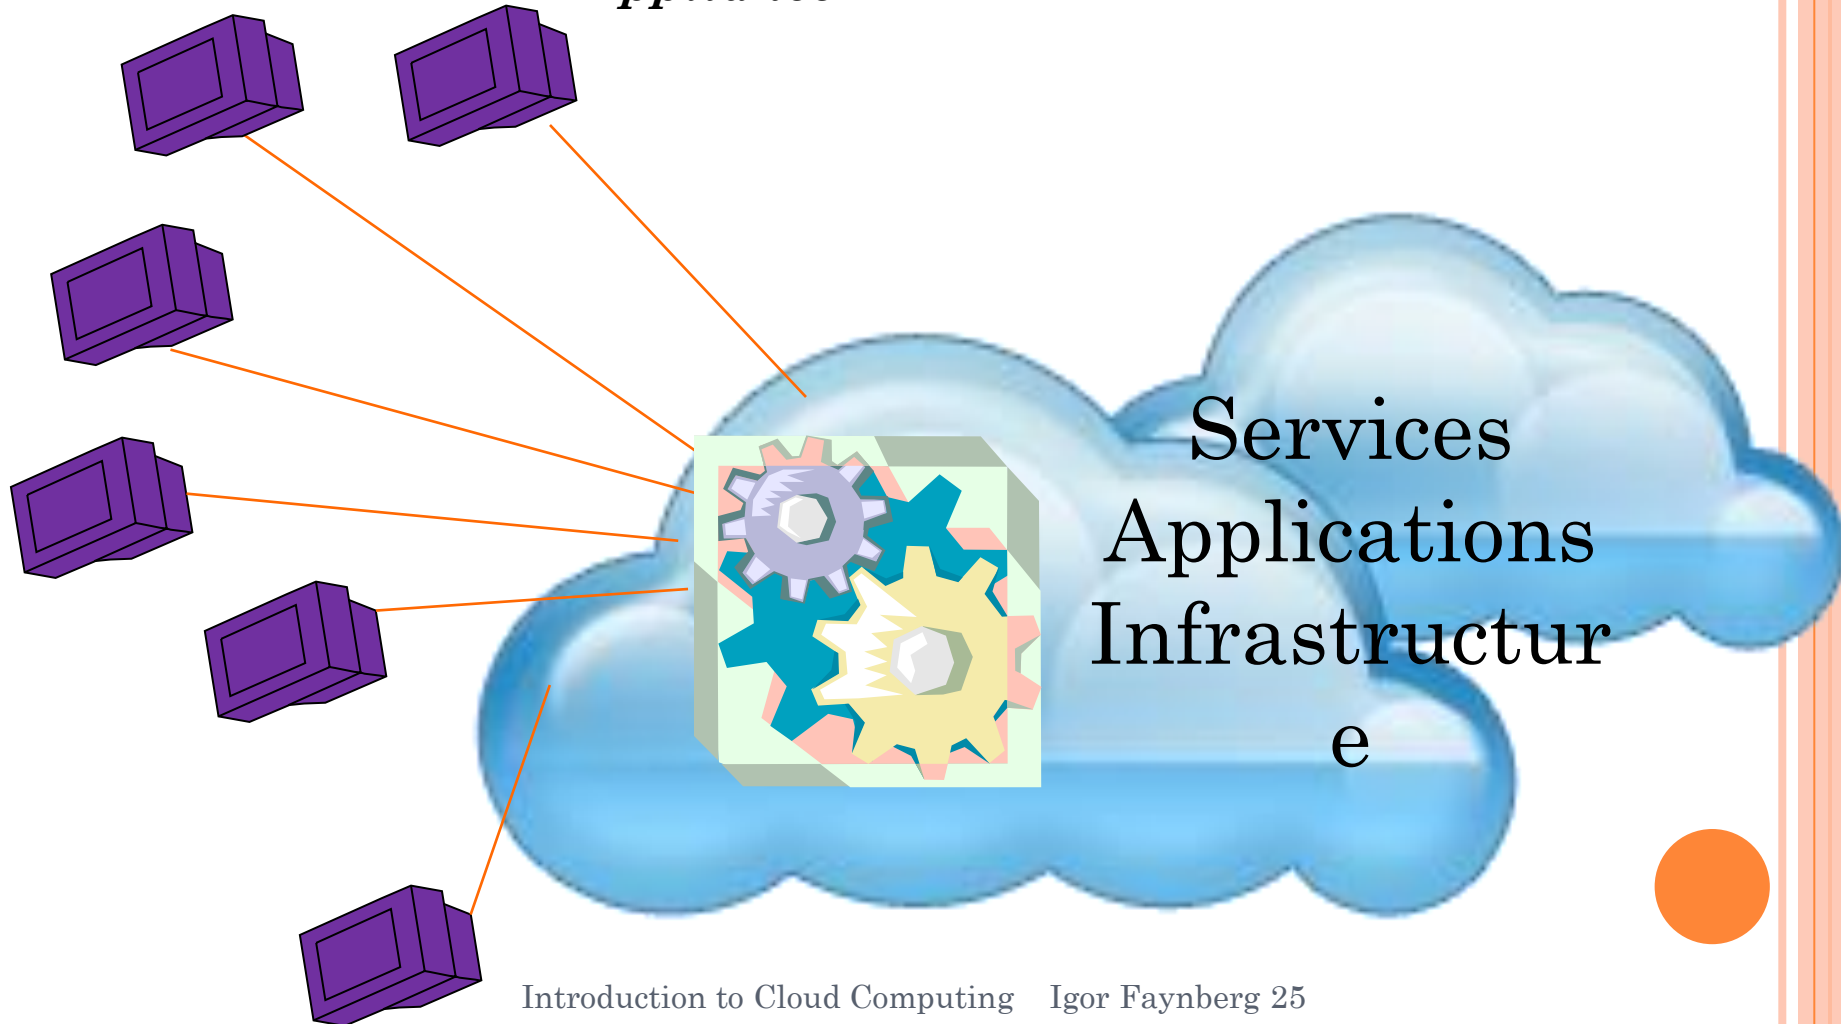 Services
Applications
Infrastructur
e
Introduction to Cloud Computing Igor Faynberg 25